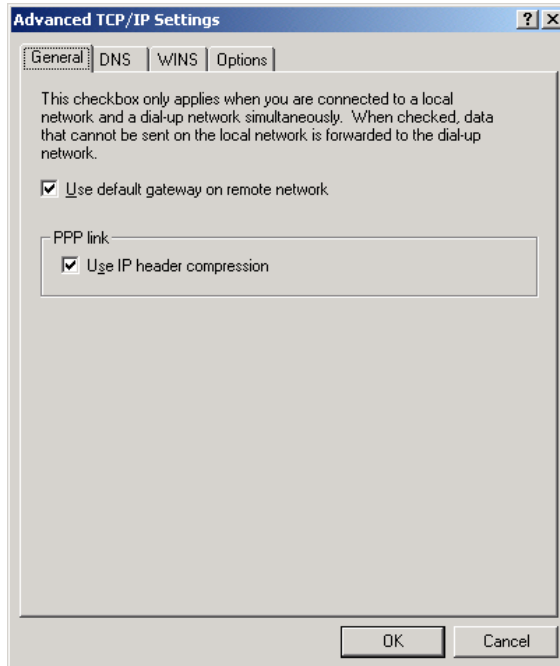 Advanced TCP/IP Settings
General DNS WINS Options
This checkbox only applies when you are connected to a local
network and a dial-up network simultaneously. When checked, data
that cannot be sent on the local network is forwarded to the dial-up
network.
Use default gateway on remote network
PPP link
Use IP header compression
OK Cancel